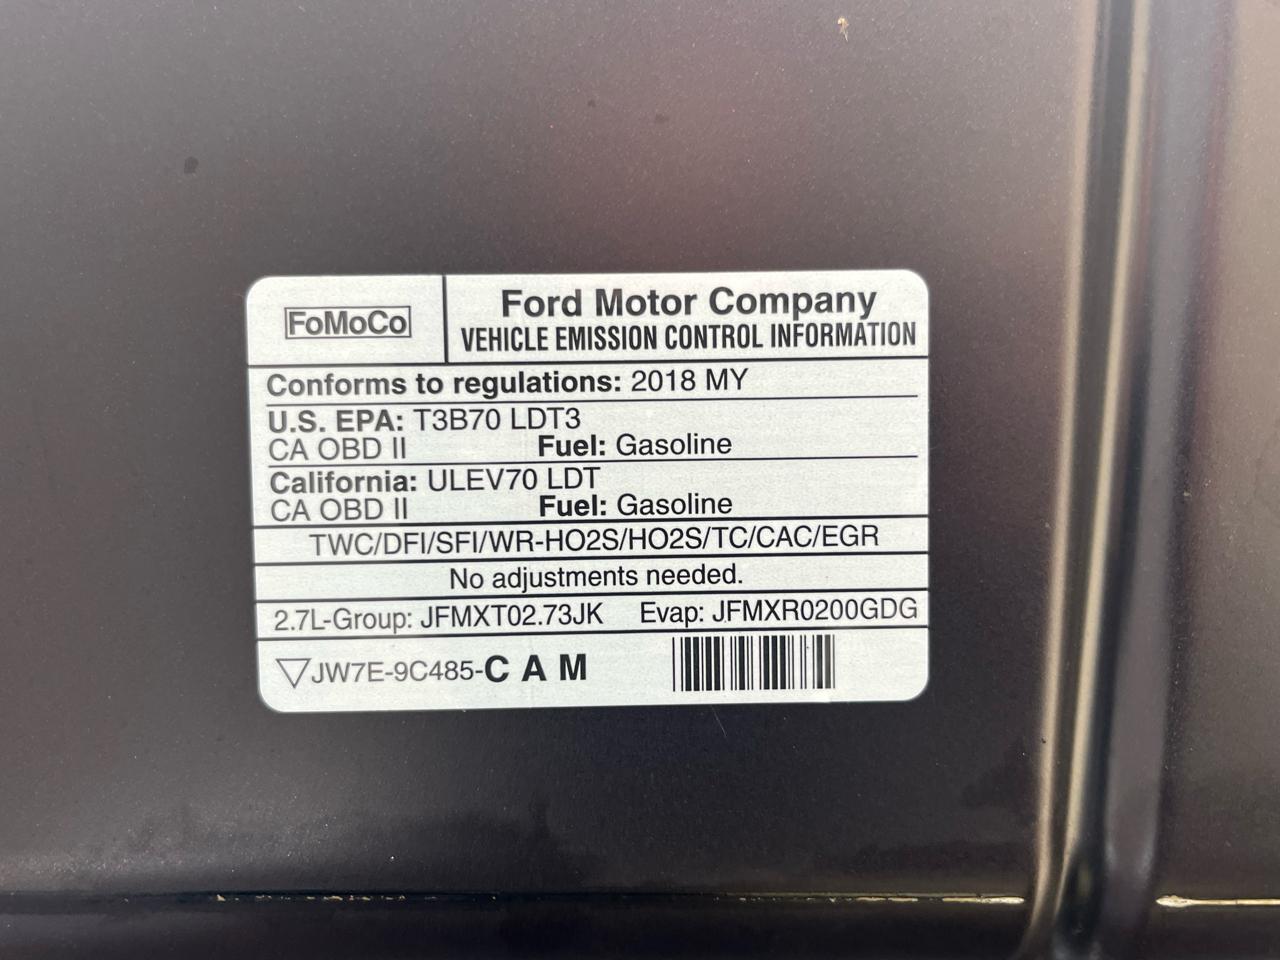 FoMoCo
Ford Motor Company
VEHICLE EMISSION CONTROL INFORMATION
Conforms to regulations: 2018 MY
U.S. EPA: T3B70 LDT3
CA OBD II Fuel: Gasoline
California: ULEV70 LDT
CA OBD II Fuel: Gasoline
TWC/DFI/SFI/WR-HO2S/HO2S/TC/CAC/EGR
No adjustments needed.
2.7L-Group: JFMXT02.73JK Evap: JFMXR0200GDG
JW7E-9C485-C A M